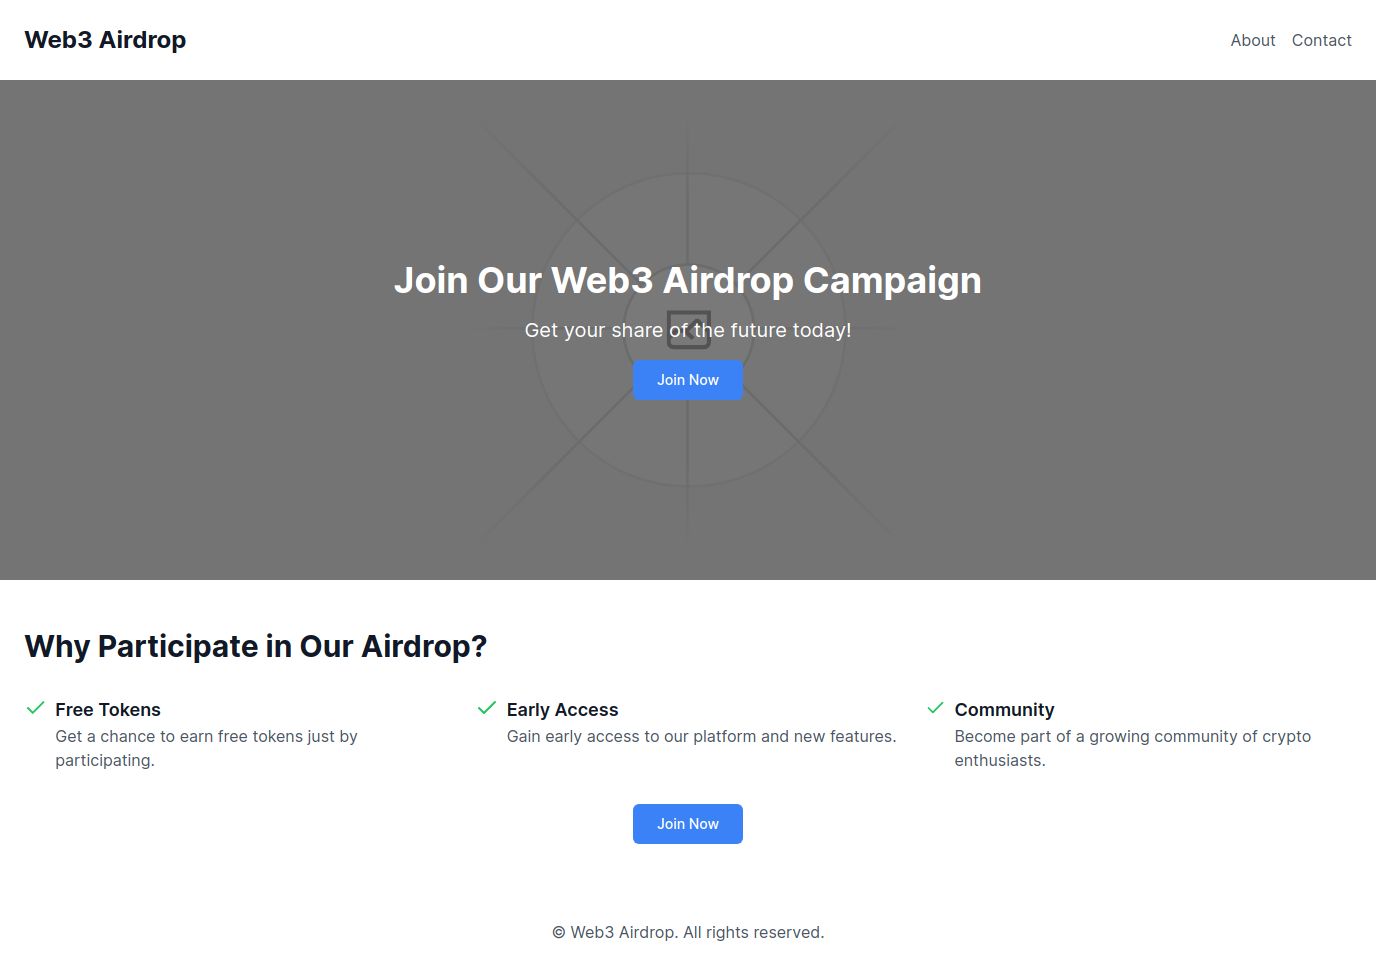 Web3 Airdrop
About Contact
Join Our Web3 Airdrop Campaign
Get your share of the future today!
Join Now
Why Participate in Our Airdrop?
Free Tokens
Get a chance to earn free tokens just by
participating.
Early Access
Gain early access to our platform and new features.
Community
Become part of a growing community of crypto
enthusiasts.
Join Now
© Web3 Airdrop. All rights reserved.